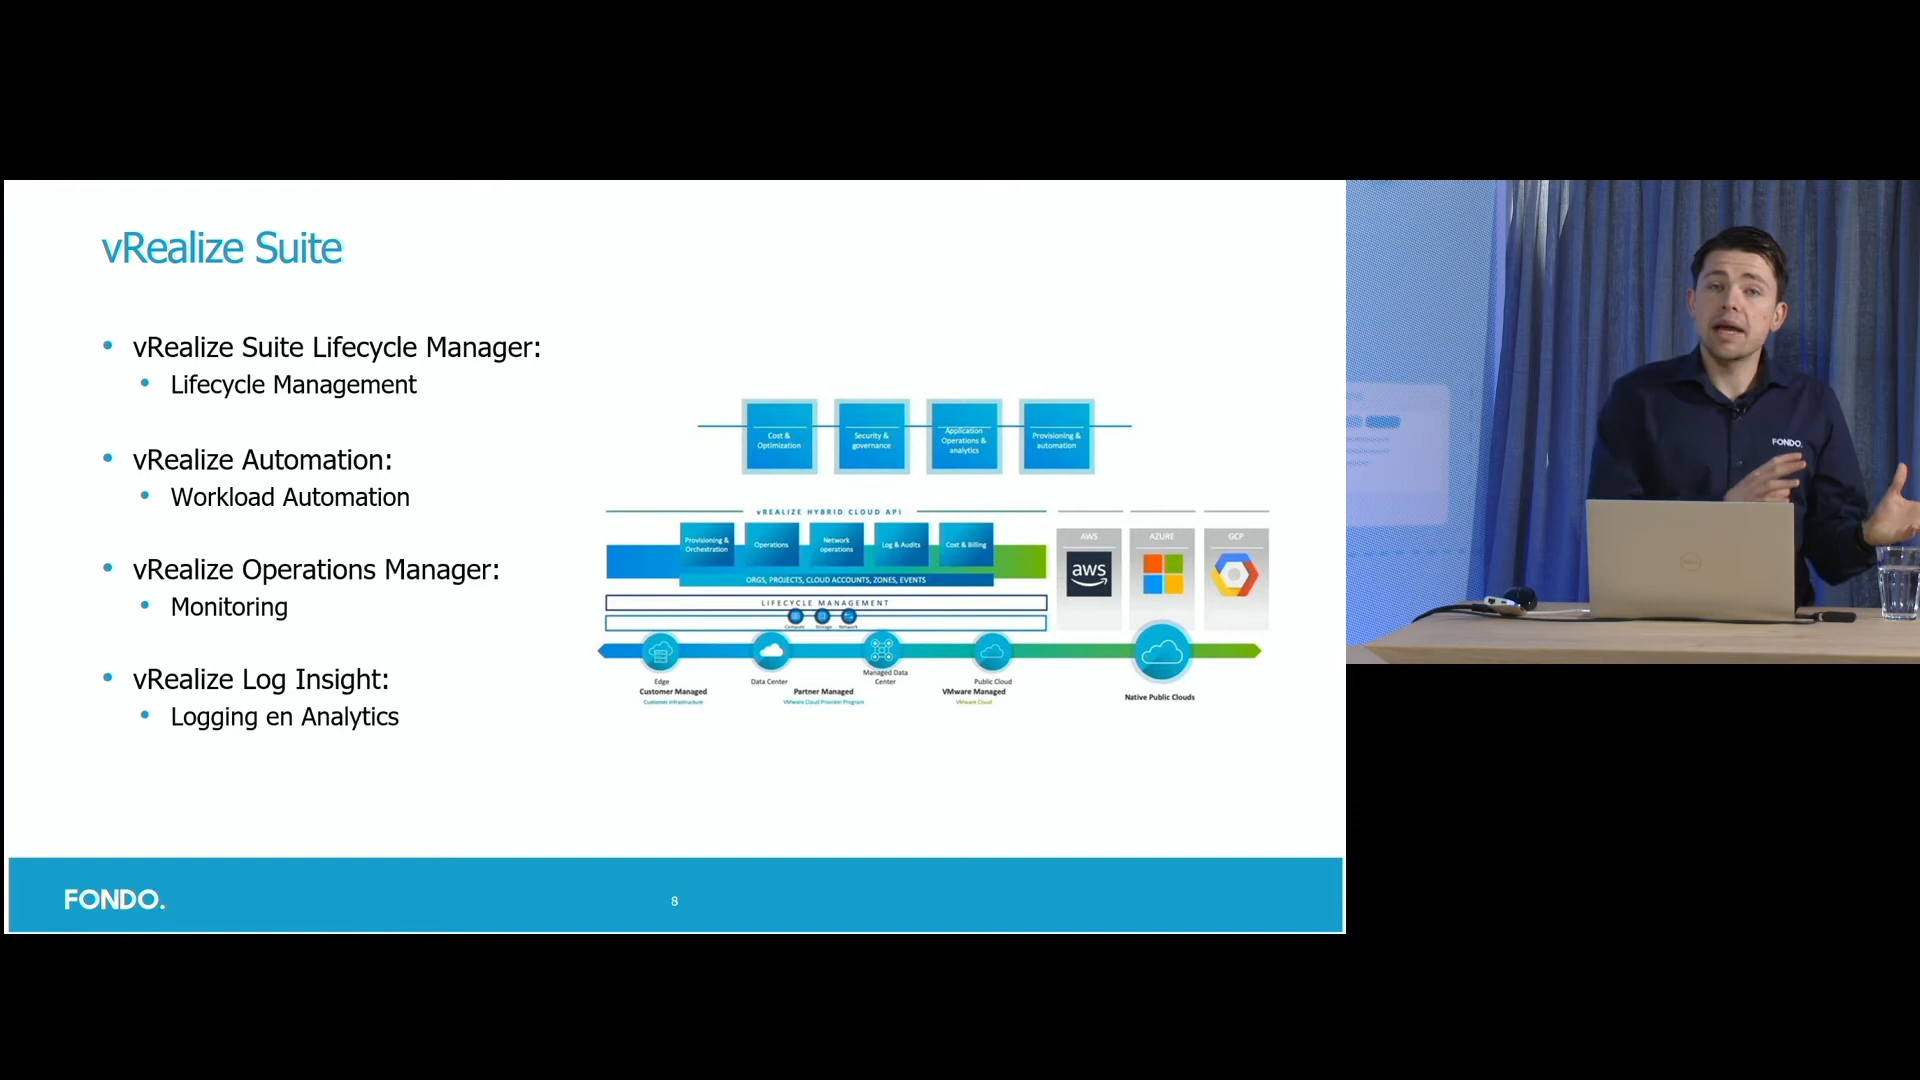 vRealize Suite
• vRealize Suite Lifecycle Manager:
• Lifecycle Management
• vRealize Automation:
• Workload Automation
• vRealize Operations Manager:
• Monitoring
• vRealize Log Insight:
• Logging en Analytics
Cost &
Optimization
Security &
governance
Application
Operations &
analytics
Provisioning &
automation
vREALIZE HYBRID CLOUD API
Provisioning &
Orchestration
Operations
Network
operations
Log & Audits
Cost & Billing
ORGS, PROJECTS, CLOUD ACCOUNTS, ZONES, EVENTS
LIFECYCLE MANAGEMENT
Compute
Storage
Network
AWS
aws
AZURE
GCP
Edge
Data Center
Managed Data
Center
Public Cloud
Customer Managed
Partner Managed
VMware Managed
Native Public Clouds
Customer Infrastructure
VMware Cloud Provider Program
VMware Cloud
FONDO.
8
FONDO.